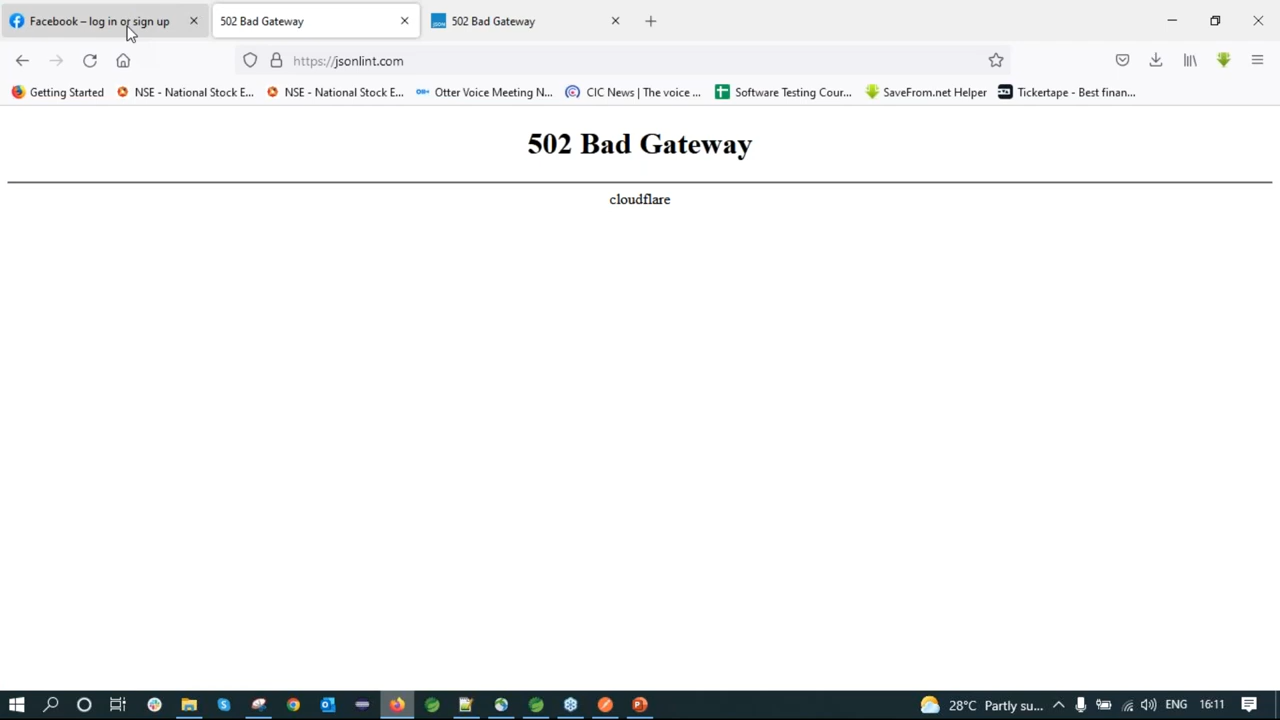 Facebook – log in or sign up
502 Bad Gateway
502 Bad Gateway
https://jsonlint.com
Getting Started
NSE - National Stock E...
NSE - National Stock E...
Otter Voice Meeting N...
CIC News | The voice ...
Software Testing Cour...
SaveFrom.net Helper
Tickertape - Best finan...
502 Bad Gateway
cloudflare
28°C Partly su...
ENG
16:11